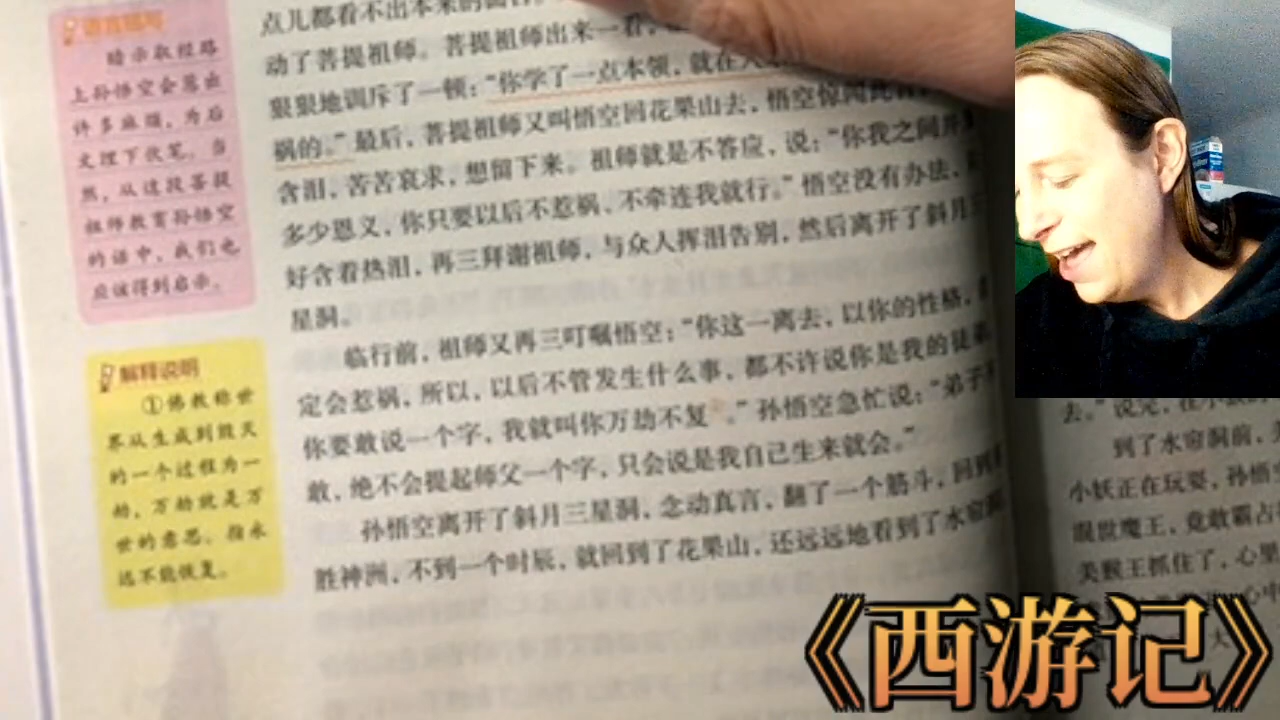 暗示取经路
上孙悟空会惹出
许多麻烦，为后
文埋下伏笔。当
然，从这段菩提
祖师教育孙悟空
的话中，我们也
应该得到启示。
解释说明
①佛教称世
界从生成到毁灭
的一个过程为一
劫，万劫就是万
世的意思。指永
远不能恢复。
点儿都看不出本来的面目。
动了菩提祖师。菩提祖师出来一看，
狠狠地训斥了一顿：“你学了一点本领，就在
祸的。”最后，菩提祖师又叫悟空回花果山去，悟空惊闻此
含泪，苦苦哀求，想留下来。祖师就是不答应，说：“你我之间并
多少恩义，你只要以后不惹祸、不牵连我就行。”悟空没有办法，
好含着热泪，再三拜谢祖师，与众人挥泪告别，然后离开了斜月
星洞。
临行前，祖师又再三叮嘱悟空：“你这一离去，以你的性格，
定会惹祸，所以，以后不管发生什么事，都不许说你是我的徒弟
你要敢说一个字，我就叫你万劫不复。”孙悟空急忙说：“弟子
敢，绝不会提起师父一个字，只会说是我自己生来就会。”
孙悟空离开了斜月三星洞，念动真言，翻了一个筋斗，回到
胜神洲，不到一个时辰，就回到了花果山，还远远地看到了水帘
去。”说完，在
到了水帘洞前，
小妖正在玩耍，孙悟
混世魔王，竟敢霸占
美猴王抓住了，心里
心中
大
《西游记》